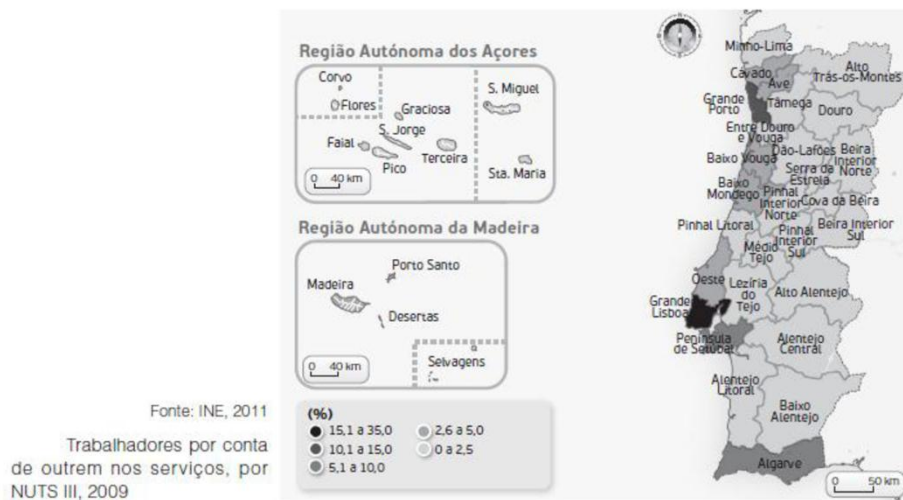 Região Autónoma dos Açores
Corvo
Flores
Graciosa
S. Miguel
Faial
S. Jorge
Pico
Terceira
Sta. Maria
0 40 km
Região Autónoma da Madeira
Porto Santo
Madeira
Desertas
Selvagens
0 40 km
(%)
15,1 a 35,0
10,1 a 15,0
5,1 a 10,0
2,6 a 5,0
0 a 2,5
Minho-Lima
Cávado
Ave
Alto
Trás-os-Montes
Grande
Porto
Tâmega
Douro
Entre Douro
e Vouga
Baixo Vouga
Dão-Lafões
Beira
Interior
Norte
Serra da
Estrela
Baixo
Mondego
Pinhal
Interior
Norte
Cova da Beira
Pinhal Litoral
Pinhal
Interior
Sul
Beira Interior
Sul
Médio
Tejo
Oeste
Lezíria
do
Tejo
Alto Alentejo
Grande
Lisboa
Península
de Setúbal
Alentejo
Central
Alentejo
Litoral
Baixo
Alentejo
Algarve
0 50 km
Fonte: INE, 2011
Trabalhadores por conta
de outrem nos serviços, por
NUTS III, 2009